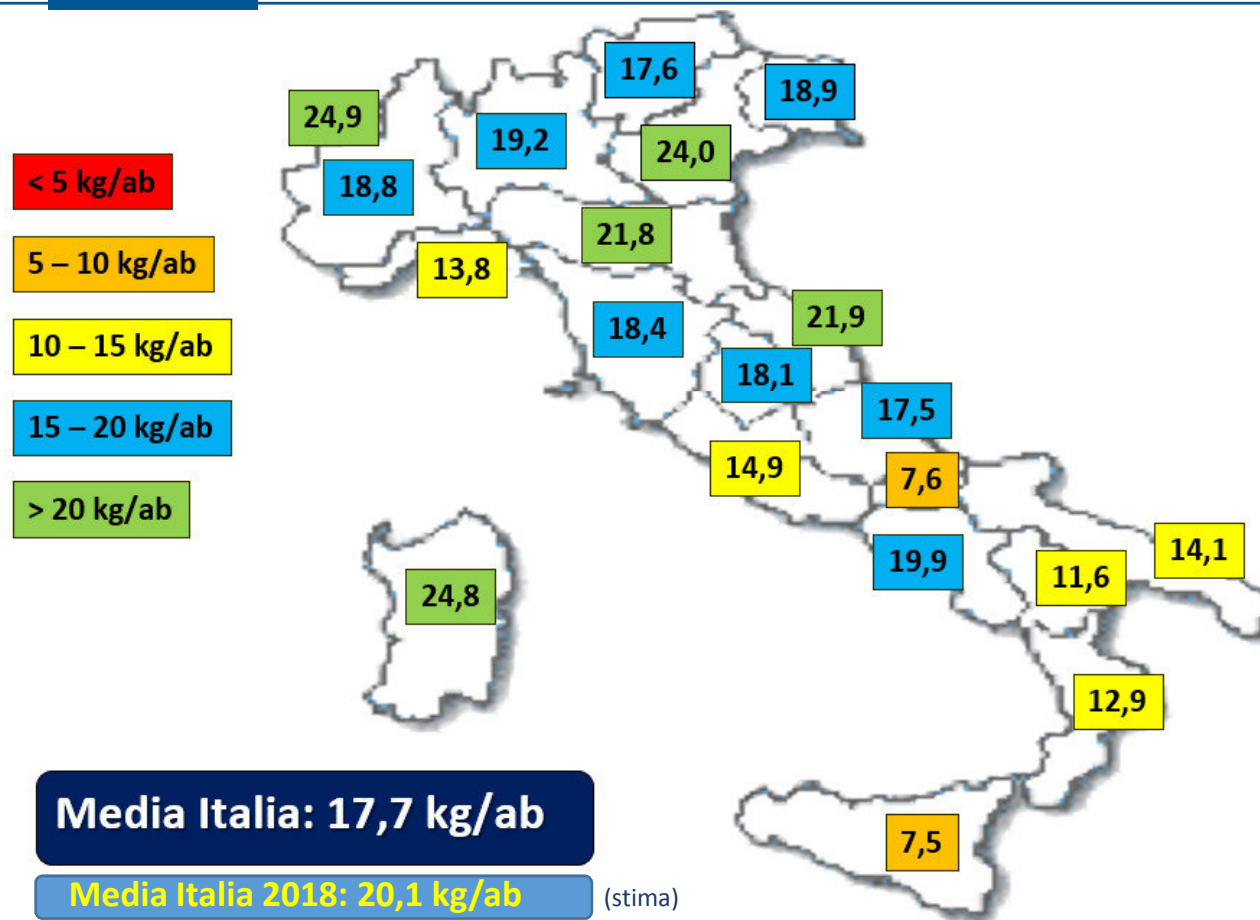 17,6
18,9
24,9
19,2
24,0
< 5 kg/ab
18,8
5 – 10 kg/ab
21,8
13,8
10 – 15 kg/ab
18,4
21,9
18,1
15 – 20 kg/ab
17,5
14,9
7,6
> 20 kg/ab
14,1
19,9
11,6
24,8
12,9
Media Italia: 17,7 kg/ab
7,5
Media Italia 2018: 20,1 kg/ab (stima)